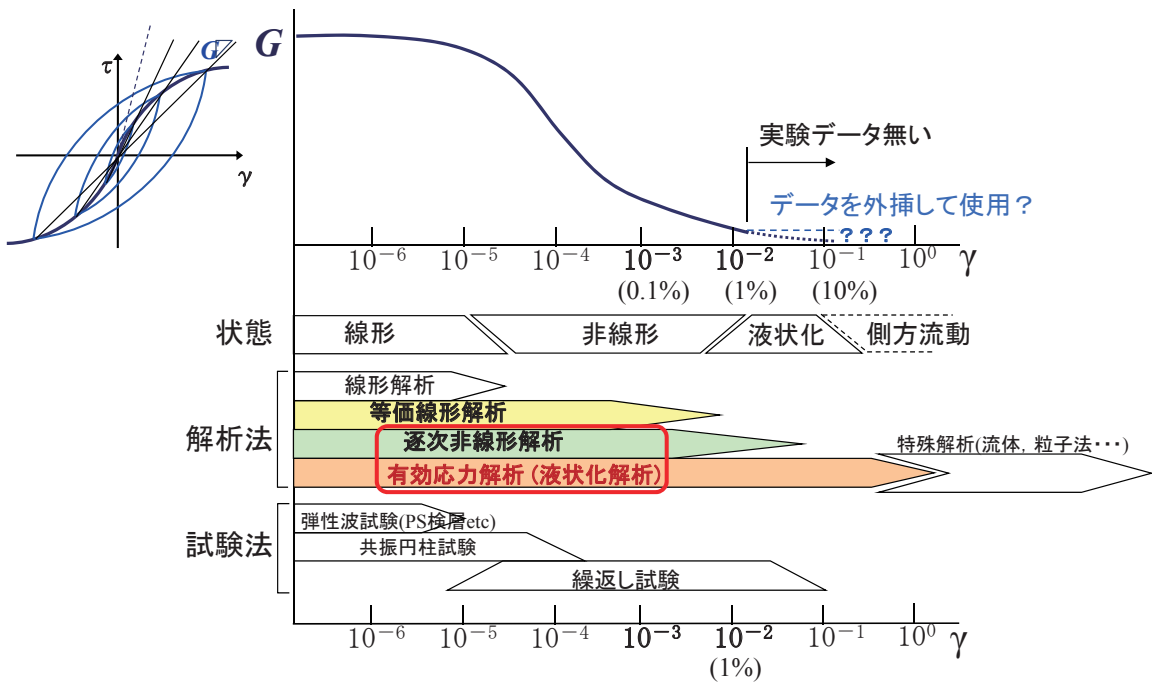 G
τ
γ
G
実験データ無い
データを外挿して使用？
？？？
10⁻⁶ 10⁻⁵ 10⁻⁴ 10⁻³ 10⁻² 10⁻¹ 10⁰ γ
(0.1%) (1%) (10%)
状態 線形 非線形 液状化 側方流動
線形解析
等価線形解析
解析法 逐次非線形解析
特殊解析(流体，粒子法・・・)
有効応力解析（液状化解析）
弾性波試験(PS検層etc)
試験法 共振円柱試験
繰返し試験
10⁻⁶ 10⁻⁵ 10⁻⁴ 10⁻³ 10⁻² 10⁻¹ 10⁰ γ
(1%)